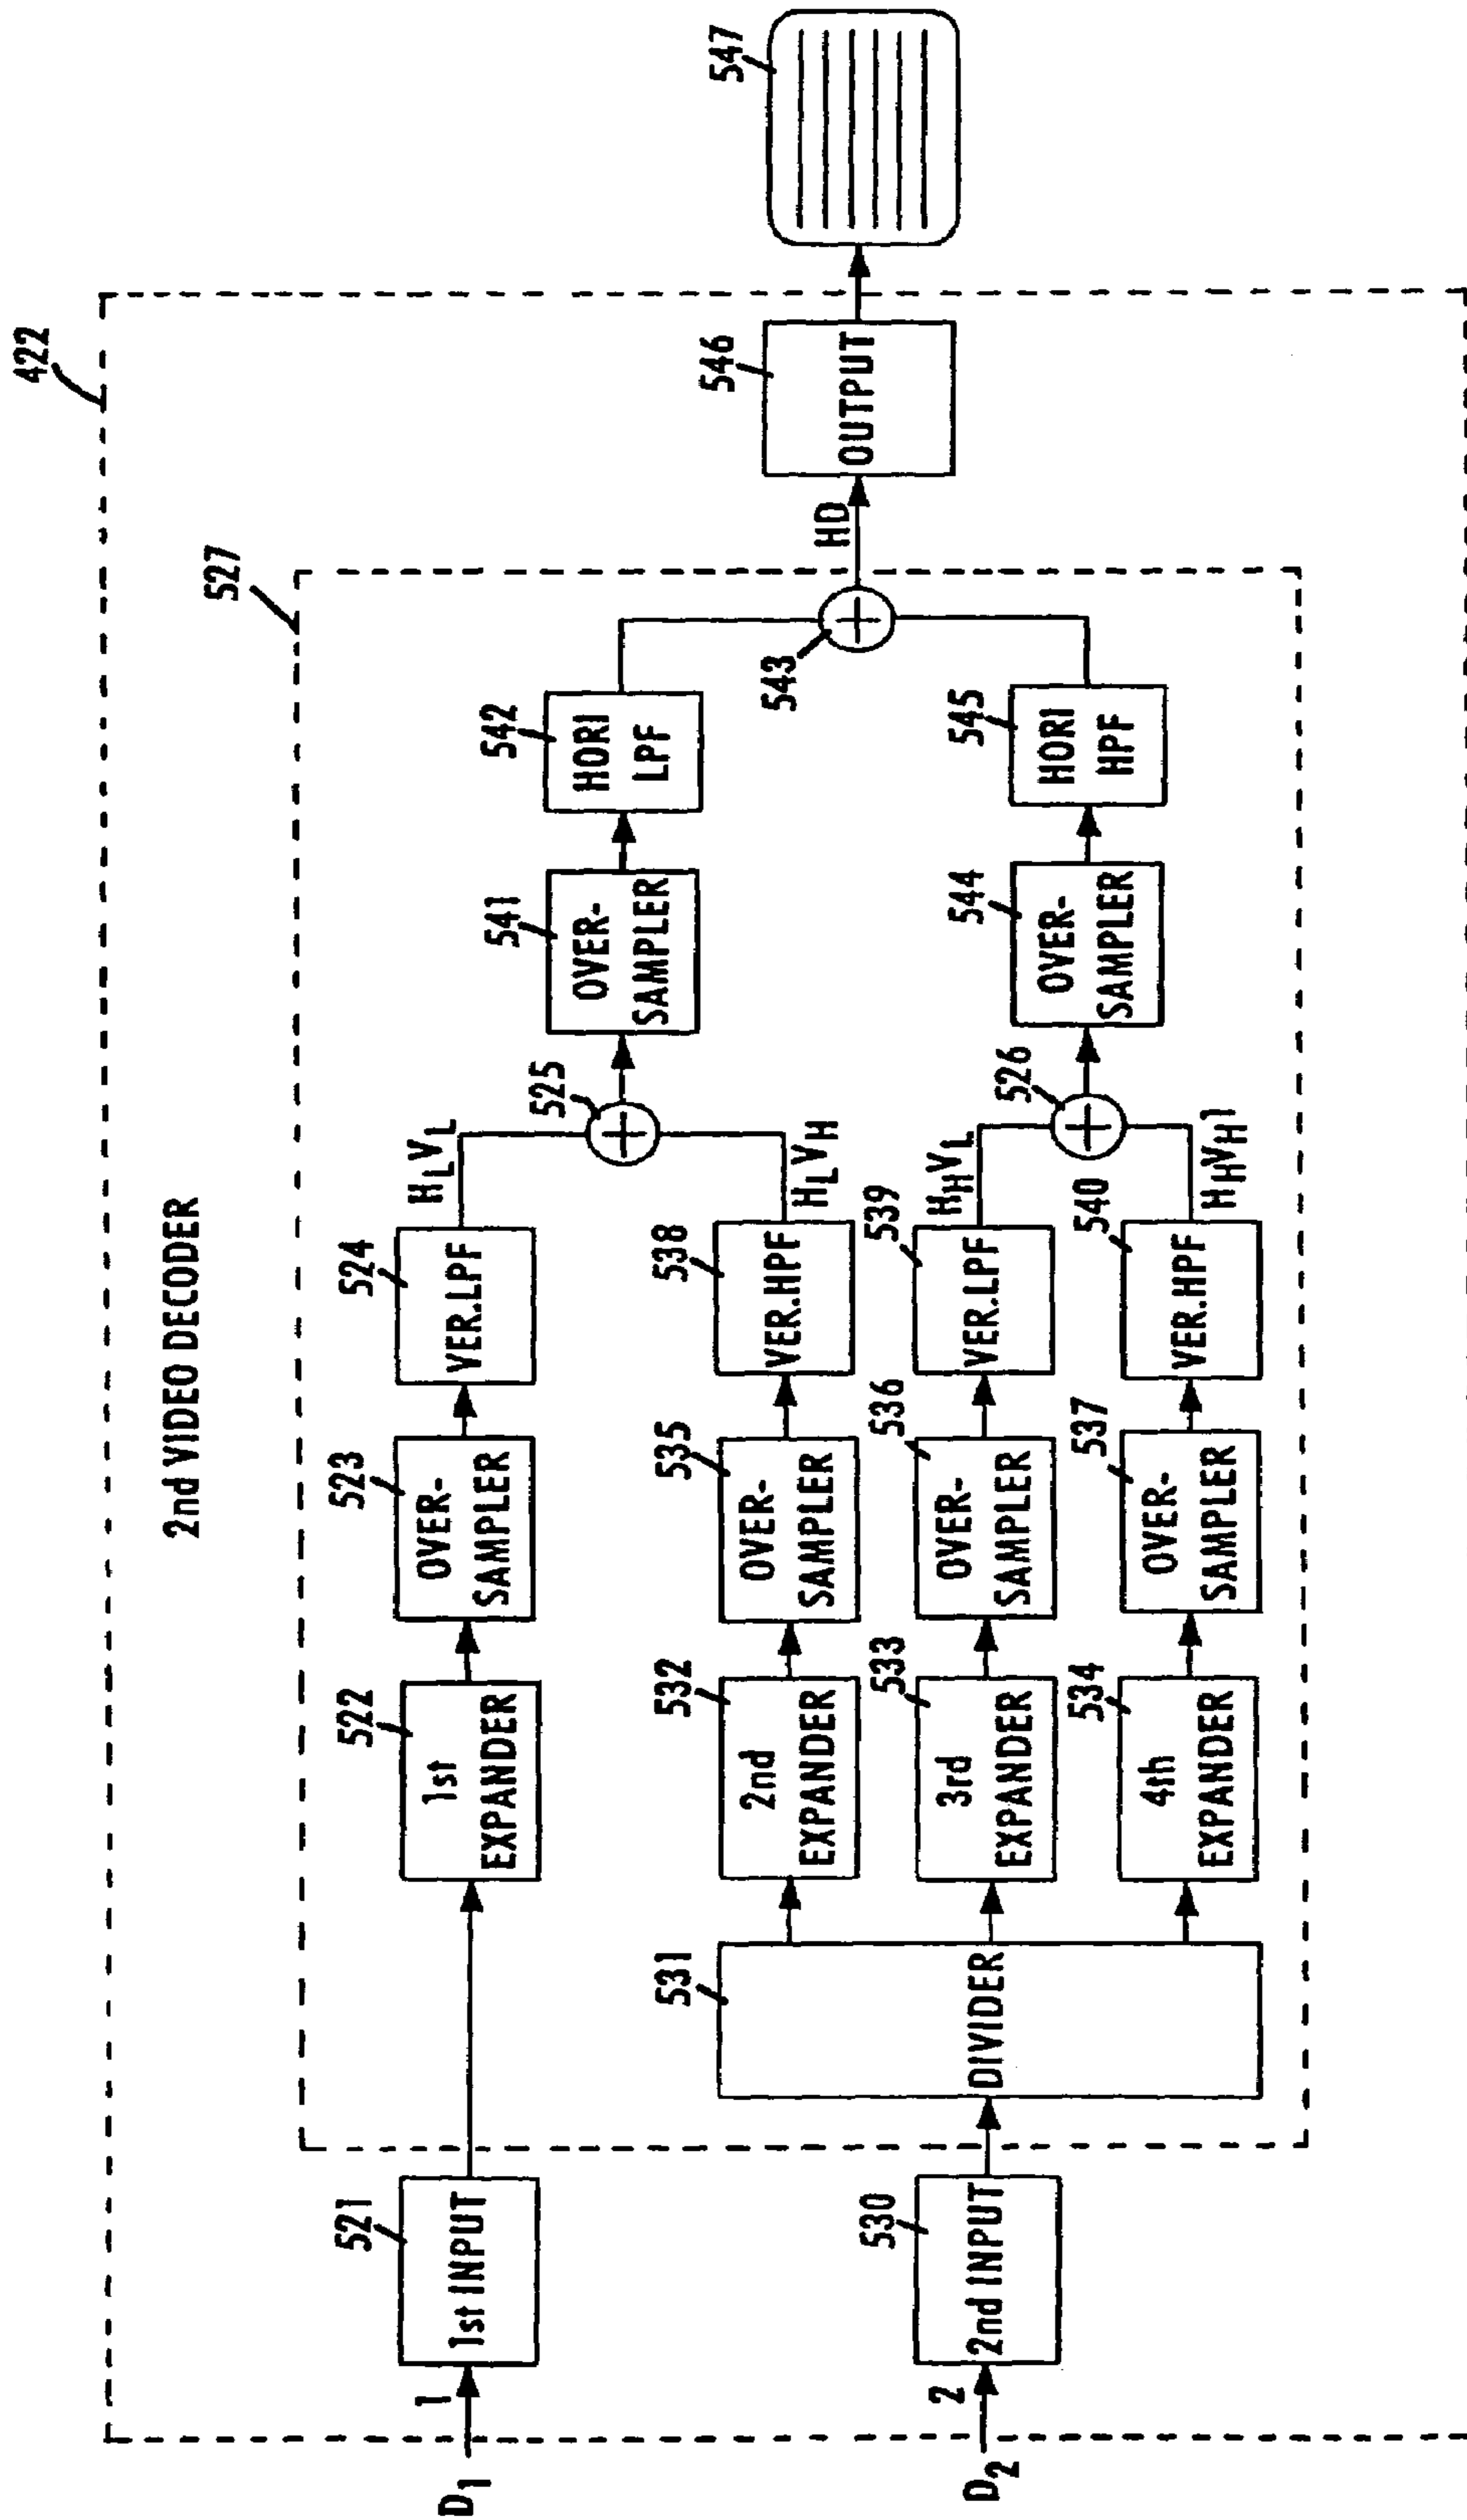 422
2nd VIDEO DECODER
527
D1
1
521
1st INPUT
522
1st
EXPANDER
523
OVER-
SAMPLER
524
VER.LPF
HLVL
525
541
OVER-
SAMPLER
542
HORI
LPF
543
HD
546
OUTPUT
547
D2
2
530
2nd INPUT
531
DIVIDER
532
2nd
EXPANDER
535
OVER-
SAMPLER
538
VER.HPF
HLVH
533
3rd
EXPANDER
536
OVER-
SAMPLER
539
VER.LPF
HHVL
526
544
OVER-
SAMPLER
545
HORI
HPF
534
4th
EXPANDER
537
OVER-
SAMPLER
540
VER.HPF
HHVH